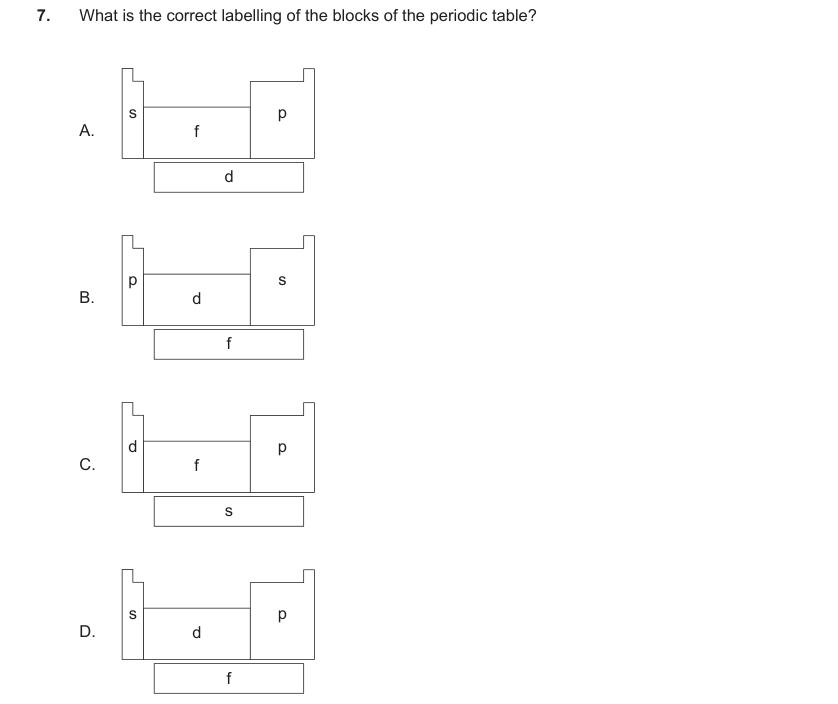 7. What is the correct labelling of the blocks of the periodic table?
s
p
A.
f
d
p
s
B.
d
f
d
p
C.
f
s
s
p
D.
d
f